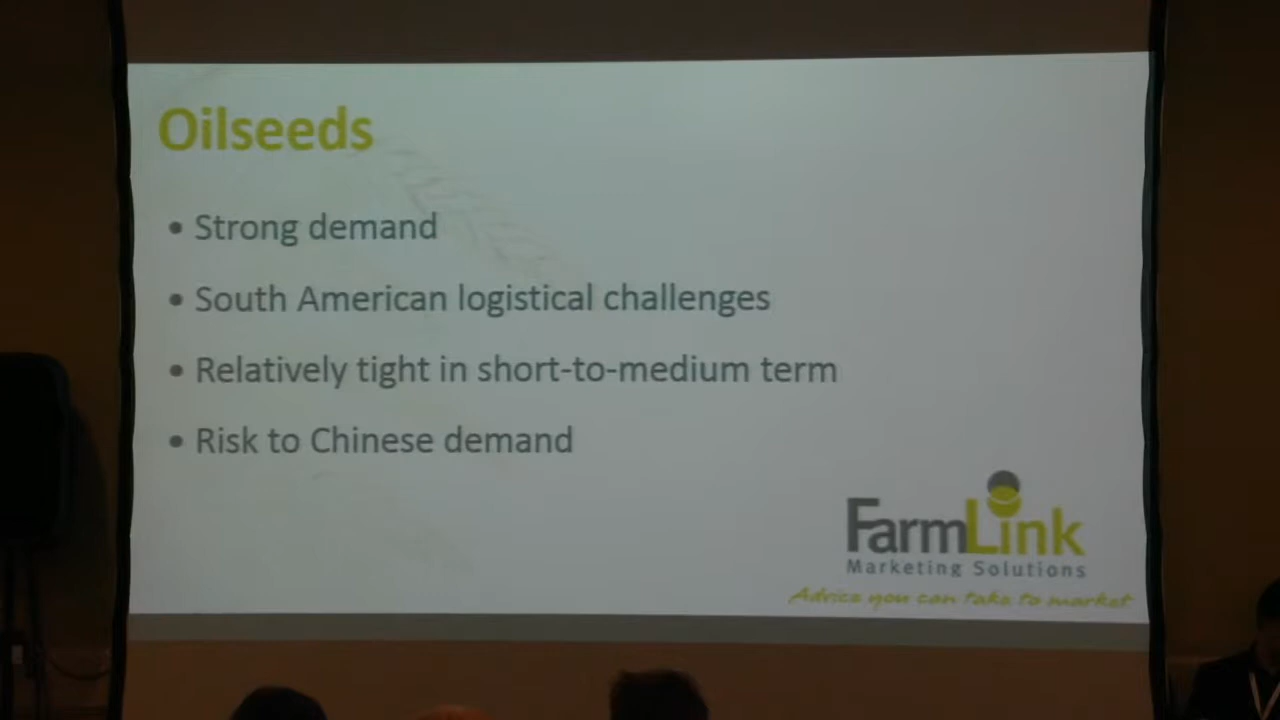 Oilseeds
• Strong demand
• South American logistical challenges
• Relatively tight in short-to-medium term
• Risk to Chinese demand
FarmLink
Marketing Solutions
Advice you can take to market